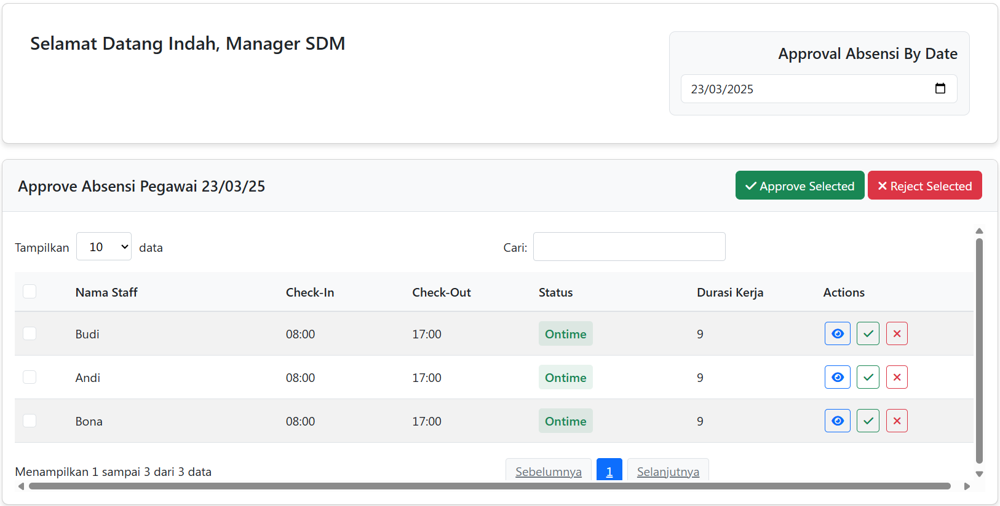 Selamat Datang Indah, Manager SDM
Approval Absensi By Date
23/03/2025
Approve Absensi Pegawai 23/03/25
Approve Selected
Reject Selected
Tampilkan 10 data
Cari:
Nama Staff Check-In Check-Out Status Durasi Kerja Actions
Budi 08:00 17:00 Ontime 9
Andi 08:00 17:00 Ontime 9
Bona 08:00 17:00 Ontime 9
Menampilkan 1 sampai 3 dari 3 data
Sebelumnya 1 Selanjutnya